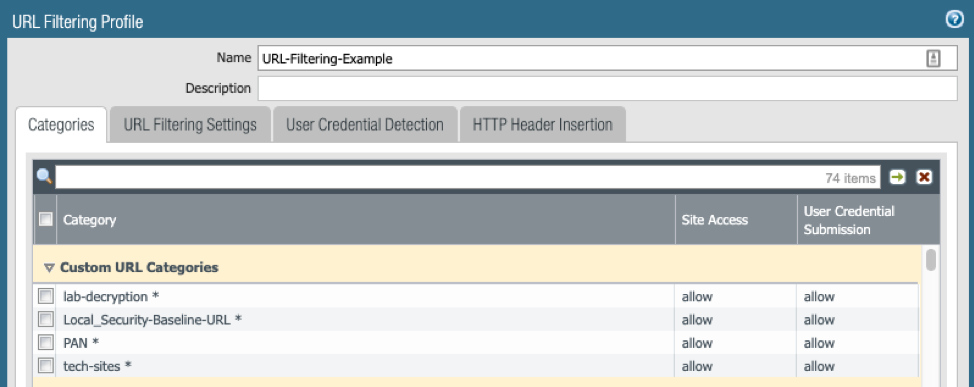 URL Filtering Profile
Name URL-Filtering-Example
Description
Categories URL Filtering Settings User Credential Detection HTTP Header Insertion
74 items
Category Site Access User Credential Submission
Custom URL Categories
lab-decryption * allow allow
Local_Security-Baseline-URL * allow allow
PAN * allow allow
tech-sites * allow allow